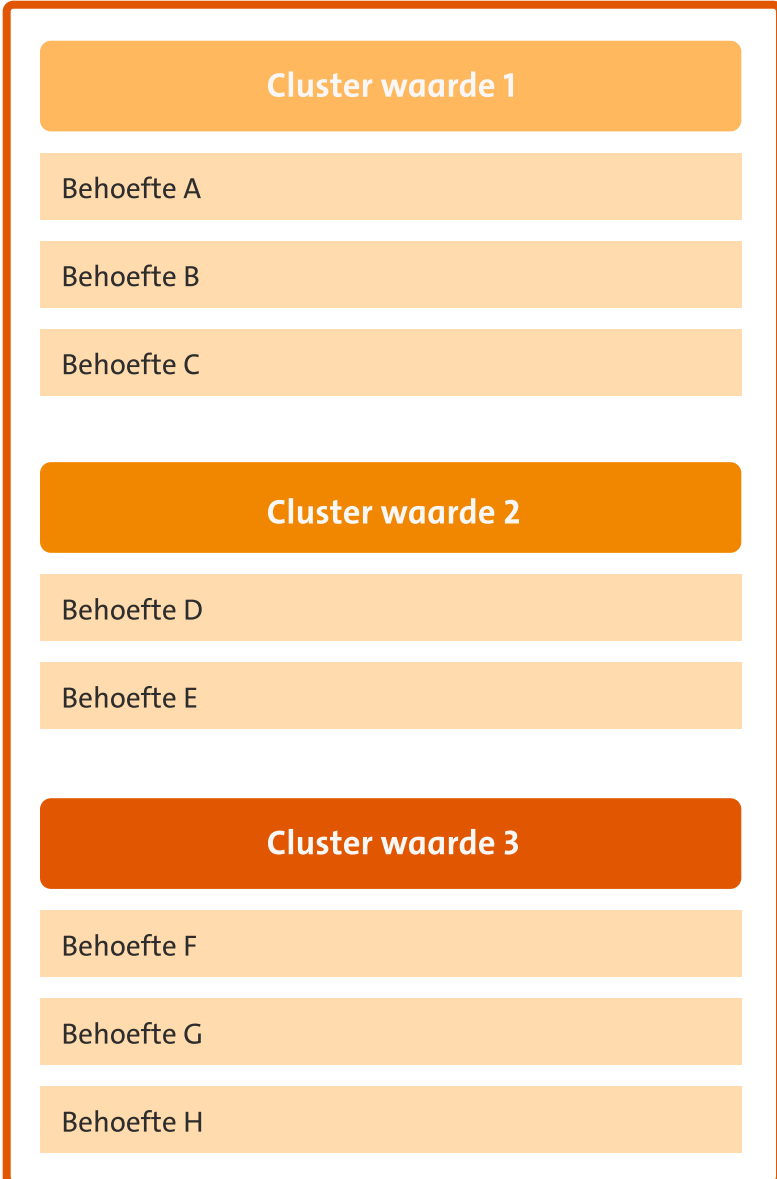 Cluster waarde 1
Behoefte A
Behoefte B
Behoefte C
Cluster waarde 2
Behoefte D
Behoefte E
Cluster waarde 3
Behoefte F
Behoefte G
Behoefte H